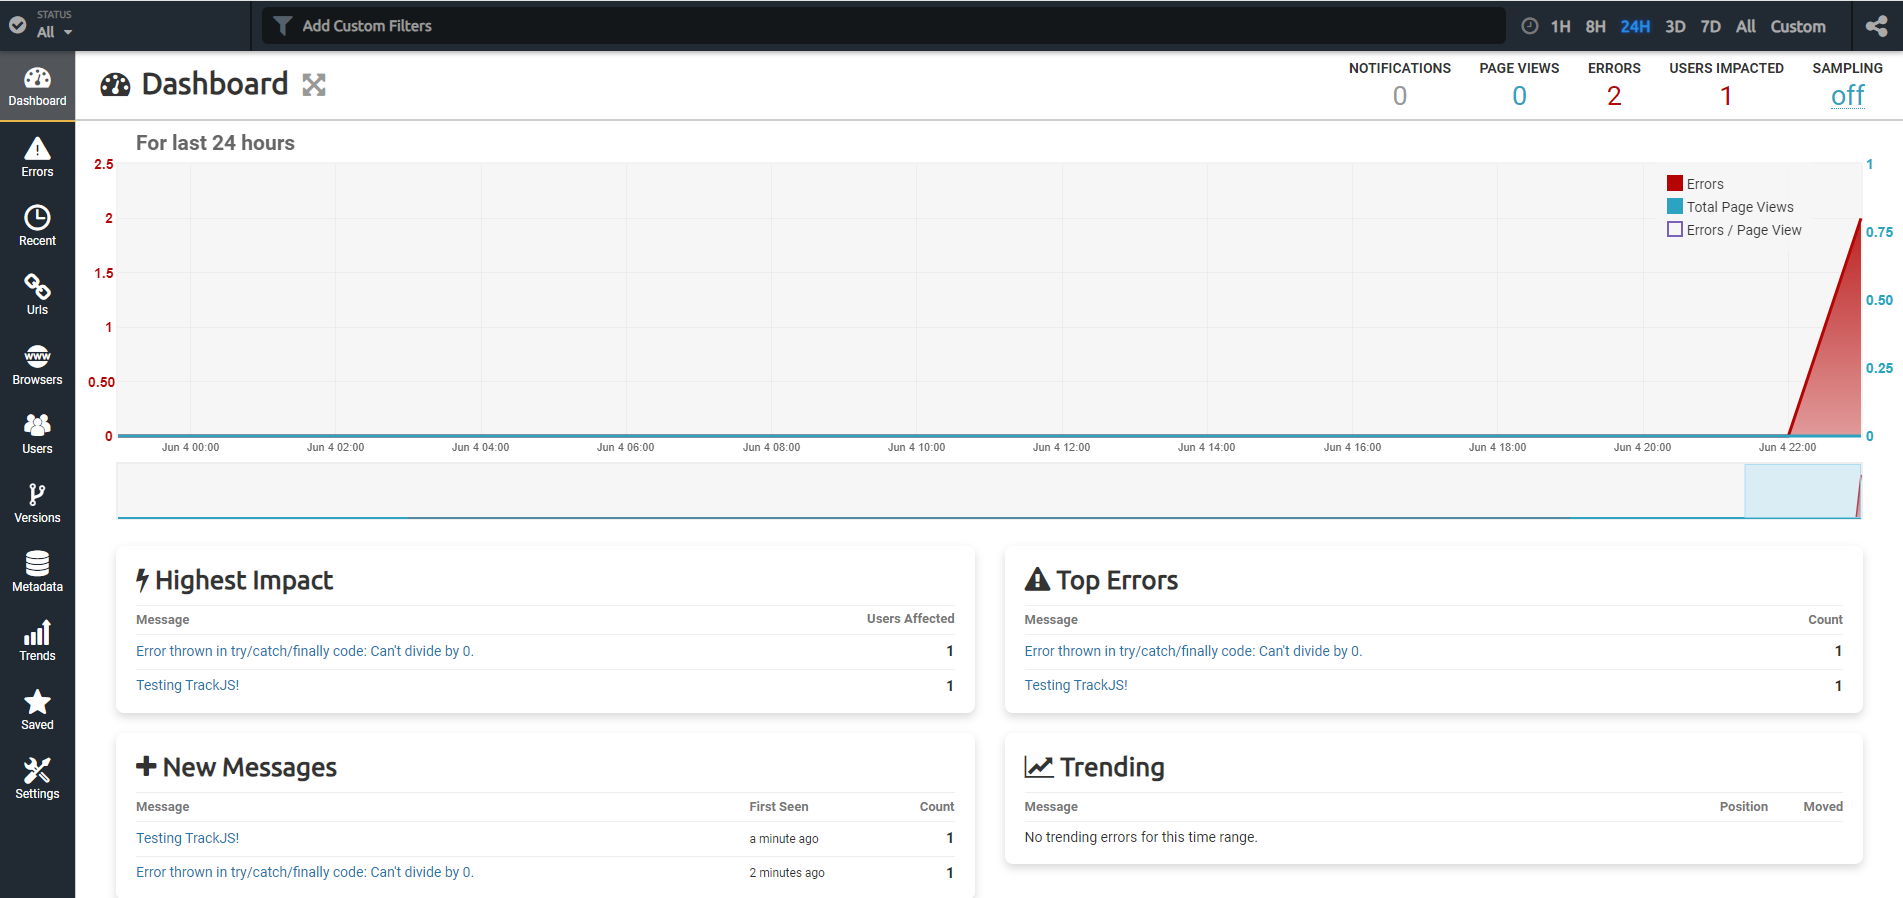 STATUS
All
Add Custom Filters
1H 8H 24H 3D 7D All Custom
Dashboard
Errors
Recent
Urls
www
Browsers
Users
Versions
Metadata
Trends
Saved
Settings
Dashboard
NOTIFICATIONS
0
PAGE VIEWS
0
ERRORS
2
USERS IMPACTED
1
SAMPLING
off
For last 24 hours
2.5
2
1.5
1
0.50
0
1
0.75
0.50
0.25
0
Errors
Total Page Views
Errors / Page View
Jun 4 00:00 Jun 4 02:00 Jun 4 04:00 Jun 4 06:00 Jun 4 08:00 Jun 4 10:00 Jun 4 12:00 Jun 4 14:00 Jun 4 16:00 Jun 4 18:00 Jun 4 20:00 Jun 4 22:00
Highest Impact
Message Users Affected
Error thrown in try/catch/finally code: Can't divide by 0. 1
Testing TrackJS! 1
Top Errors
Message Count
Error thrown in try/catch/finally code: Can't divide by 0. 1
Testing TrackJS! 1
New Messages
Message First Seen Count
Testing TrackJS! a minute ago 1
Error thrown in try/catch/finally code: Can't divide by 0. 2 minutes ago 1
Trending
Message Position Moved
No trending errors for this time range.